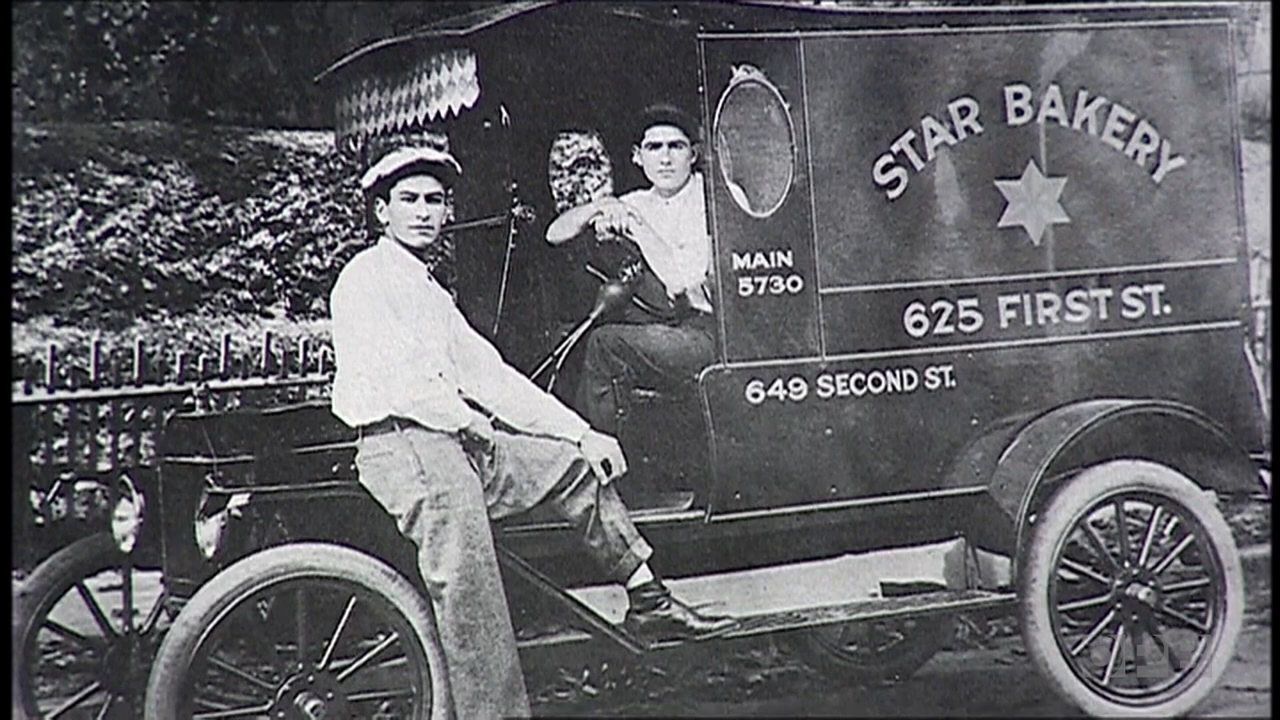 STAR BAKERY
MAIN
5730
625 FIRST ST.
649 SECOND ST.